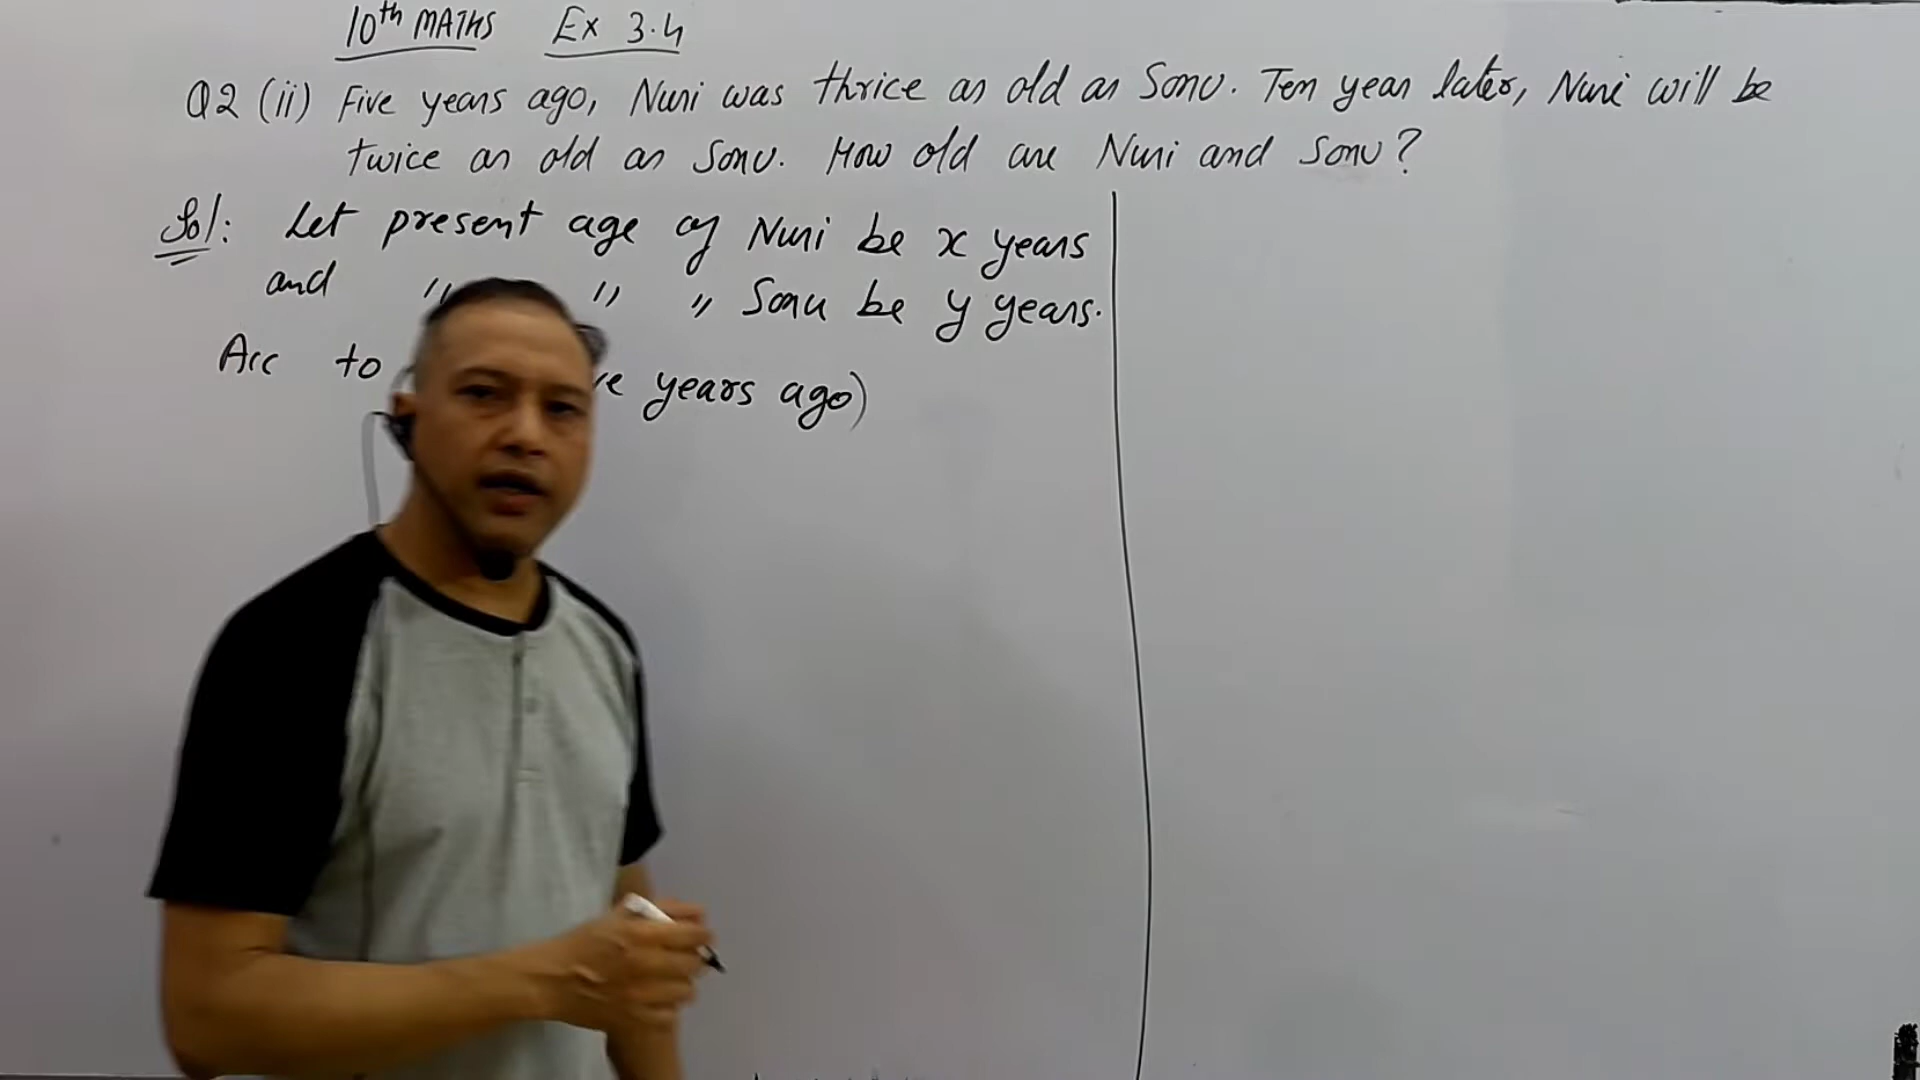 10th MATHS Ex 3.4
Q2 (ii) Five years ago, Nuri was thrice as old as Sonu. Ten year later, Nuri will be
twice as old as Sonu. How old are Nuri and Sonu?
Sol: Let present age of Nuri be x years
and " " " Sonu be y years.
Acc to years ago)